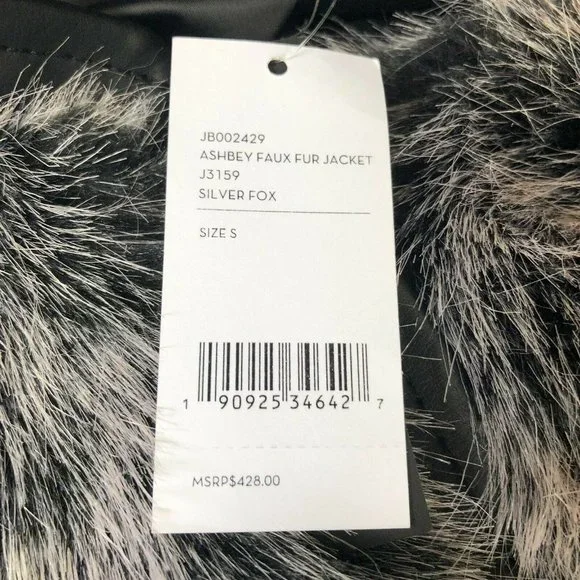 JB002429
ASHBEY FAUX FUR JACKET
J3159
SILVER FOX
SIZE S
1 90925 34642 7
MSRP$428.00